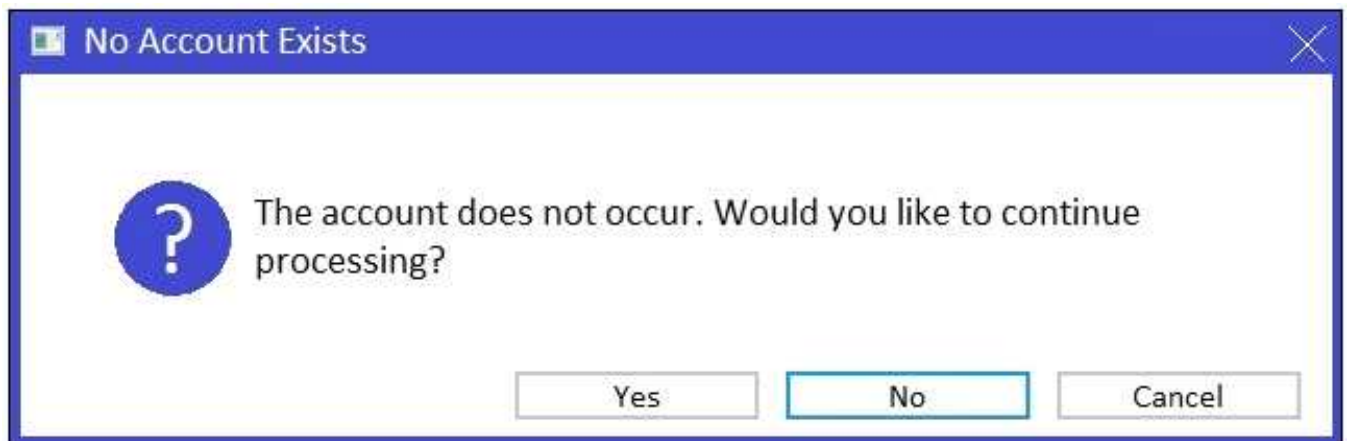 No Account Exists
?
The account does not occur. Would you like to continue
processing?
Yes No Cancel